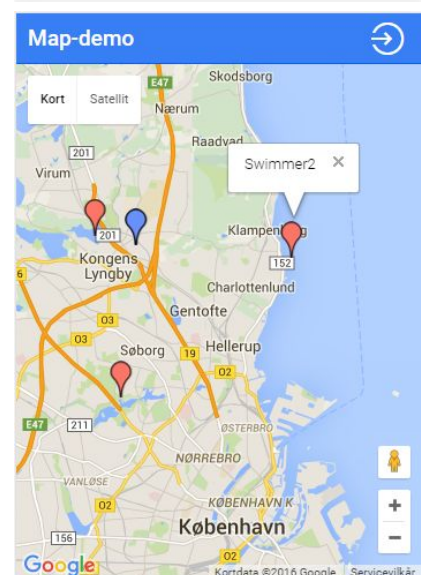 Map-demo
Skodsborg
E47
Kort Satellit
Nærum
Raadvad
201
Virum
Swimmer2 ×
201
Klampenborg
Kongens
Lyngby
152
6
Charlottenlund
Gentofte
O3
O3
Søborg
19
Hellerup
O2
E47
211
ØSTERBRO
NØRREBRO
VANLØSE
O2
KØBENHAVN K
+
København
156
−
O2
Google
Kortdata ©2016 Google Servicevilkår